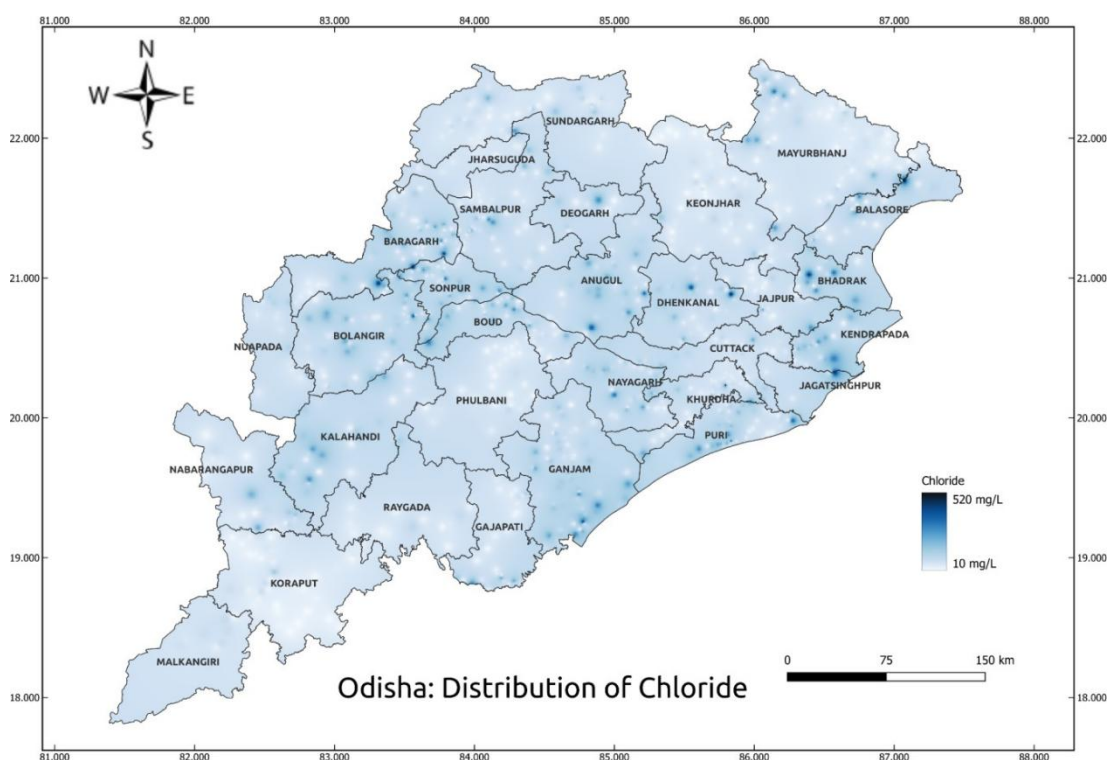 81.000 82.000 83.000 84.000 85.000 86.000 87.000 88.000
N
W E
S
22.000 22.000
SUNDARGARH
JHARSUGUDA
MAYURBHANJ
SAMBALPUR
DEOGARH
KEONJHAR
BALASORE
BARAGARH
21.000 21.000
SONPUR
ANUGUL
BHADRAK
DHENKANAL
JAJPUR
BOLANGIR
BOUD
KENDRAPADA
NUAPADA
CUTTACK
NAYAGARH
JAGATSINGHPUR
PHULBANI
KHURDHA
20.000 20.000
KALAHANDI
PURI
NABARANGAPUR
GANJAM
Chloride
520 mg/L
RAYGADA
GAJAPATI
19.000 19.000
10 mg/L
KORAPUT
MALKANGIRI
0 75 150 km
Odisha: Distribution of Chloride
18.000 18.000
81.000 82.000 83.000 84.000 85.000 86.000 87.000 88.000